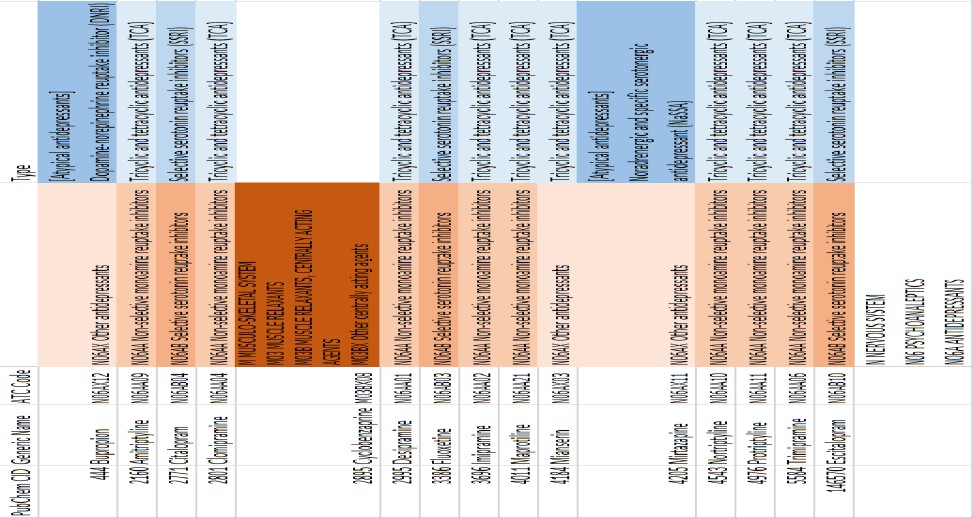 PubChem CID Generic Name ATC Code Type
[Atypical antidepressants]
444 Bupropion N06AX12 N06AX Other antidepressants Dopamine-norepinephrine reuptake inhibitor (DNRI)
2160 Amitriptyline N06AA09 N06AA Non-selective monoamine reuptake inhibitors Tricyclic and tetracyclic antidepressants (TCA)
2771 Citalopram N06AB04 N06AB Selective serotonin reuptake inhibitors Selective serotonin reuptake inhibitors (SSRI)
2801 Clomipramine N06AA04 N06AA Non-selective monoamine reuptake inhibitors Tricyclic and tetracyclic antidepressants (TCA)
M MUSCULO-SKELETAL SYSTEM
M03 MUSCLE RELAXANTS
M03B MUSCLE RELAXANTS, CENTRALLY ACTING
AGENTS
2895 Cyclobenzaprine M03BX08 M03BX Other centrally acting agents
2995 Desipramine N06AA01 N06AA Non-selective monoamine reuptake inhibitors Tricyclic and tetracyclic antidepressants (TCA)
3386 Fluoxetine N06AB03 N06AB Selective serotonin reuptake inhibitors Selective serotonin reuptake inhibitors (SSRI)
3696 Imipramine N06AA02 N06AA Non-selective monoamine reuptake inhibitors Tricyclic and tetracyclic antidepressants (TCA)
4011 Maprotiline N06AA21 N06AA Non-selective monoamine reuptake inhibitors Tricyclic and tetracyclic antidepressants (TCA)
4184 Mianserin N06AX03 N06AX Other antidepressants Tricyclic and tetracyclic antidepressants (TCA)
[Atypical antidepressants]
Noradrenergic and specific serotonergic
4205 Mirtazapine N06AX11 N06AX Other antidepressants antidepressant (NaSSA)
4543 Nortriptyline N06AA10 N06AA Non-selective monoamine reuptake inhibitors Tricyclic and tetracyclic antidepressants (TCA)
4976 Protriptyline N06AA11 N06AA Non-selective monoamine reuptake inhibitors Tricyclic and tetracyclic antidepressants (TCA)
5584 Trimipramine N06AA06 N06AA Non-selective monoamine reuptake inhibitors Tricyclic and tetracyclic antidepressants (TCA)
146570 Escitalopram N06AB10 N06AB Selective serotonin reuptake inhibitors Selective serotonin reuptake inhibitors (SSRI)
N NERVOUS SYSTEM
N06 PSYCHOANALEPTICS
N06A ANTIDEPRESSANTS